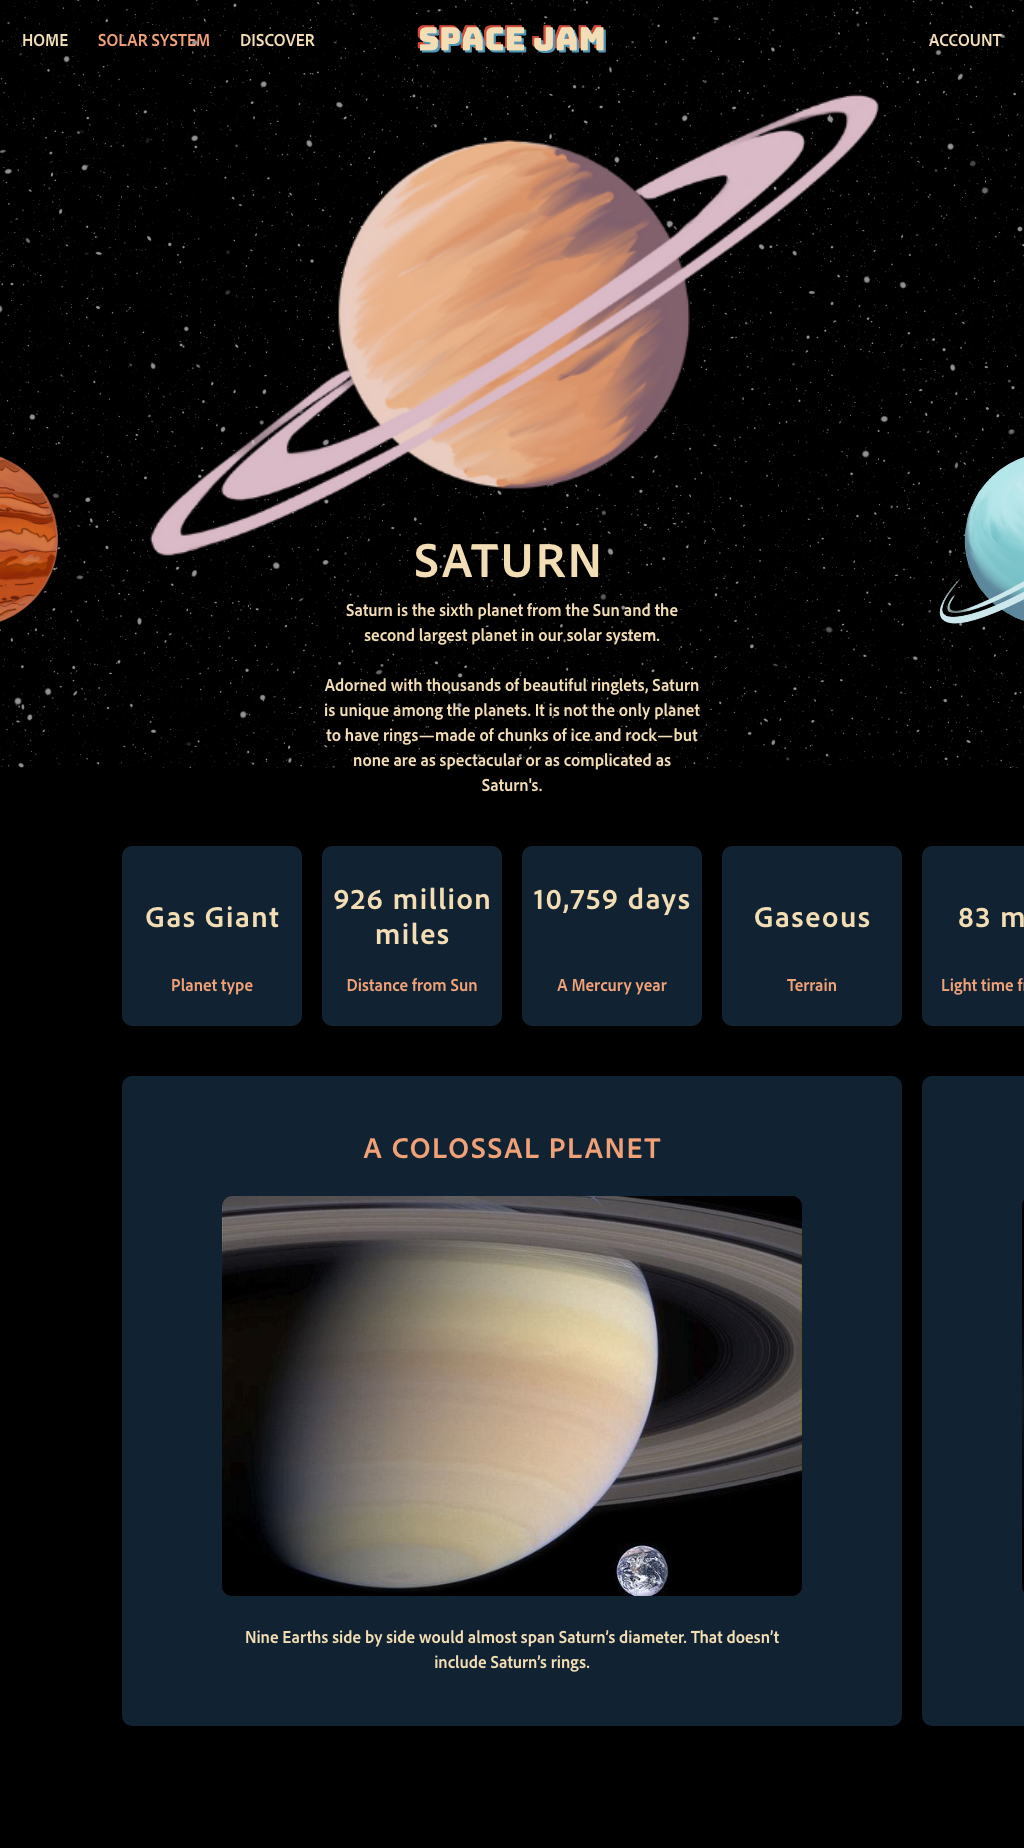 HOME SOLAR SYSTEM DISCOVER SPACE JAM ACCOUNT
SATURN
Saturn is the sixth planet from the Sun and the
second largest planet in our solar system.
Adorned with thousands of beautiful ringlets, Saturn
is unique among the planets. It is not the only planet
to have rings—made of chunks of ice and rock—but
none are as spectacular or as complicated as
Saturn's.
Gas Giant
Planet type
926 million
miles
Distance from Sun
10,759 days
A Mercury year
Gaseous
Terrain
83 m
Light time f
A COLOSSAL PLANET
Nine Earths side by side would almost span Saturn’s diameter. That doesn’t
include Saturn’s rings.